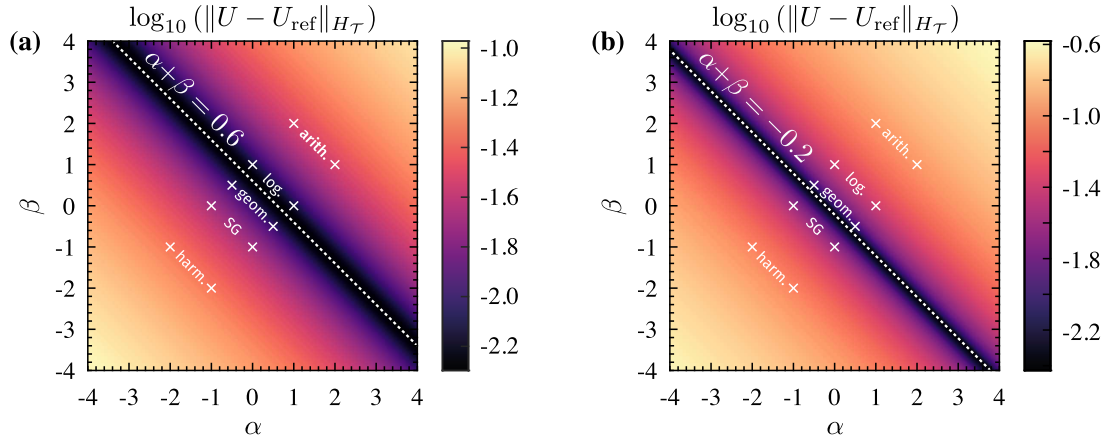 (a)
log₁₀ (‖U − U_ref‖_{H_𝒯})
4
3
2
1
0
-1
-2
-3
-4
β
α+β = 0.6
arith.
log.
geom.
SG
harm.
-4 -3 -2 -1 0 1 2 3 4
α
-1.0
-1.2
-1.4
-1.6
-1.8
-2.0
-2.2
(b)
log₁₀ (‖U − U_ref‖_{H_𝒯})
4
3
2
1
0
-1
-2
-3
-4
β
α+β = −0.2
arith.
log.
geom.
SG
harm.
-4 -3 -2 -1 0 1 2 3 4
α
-0.6
-1.0
-1.4
-1.8
-2.2